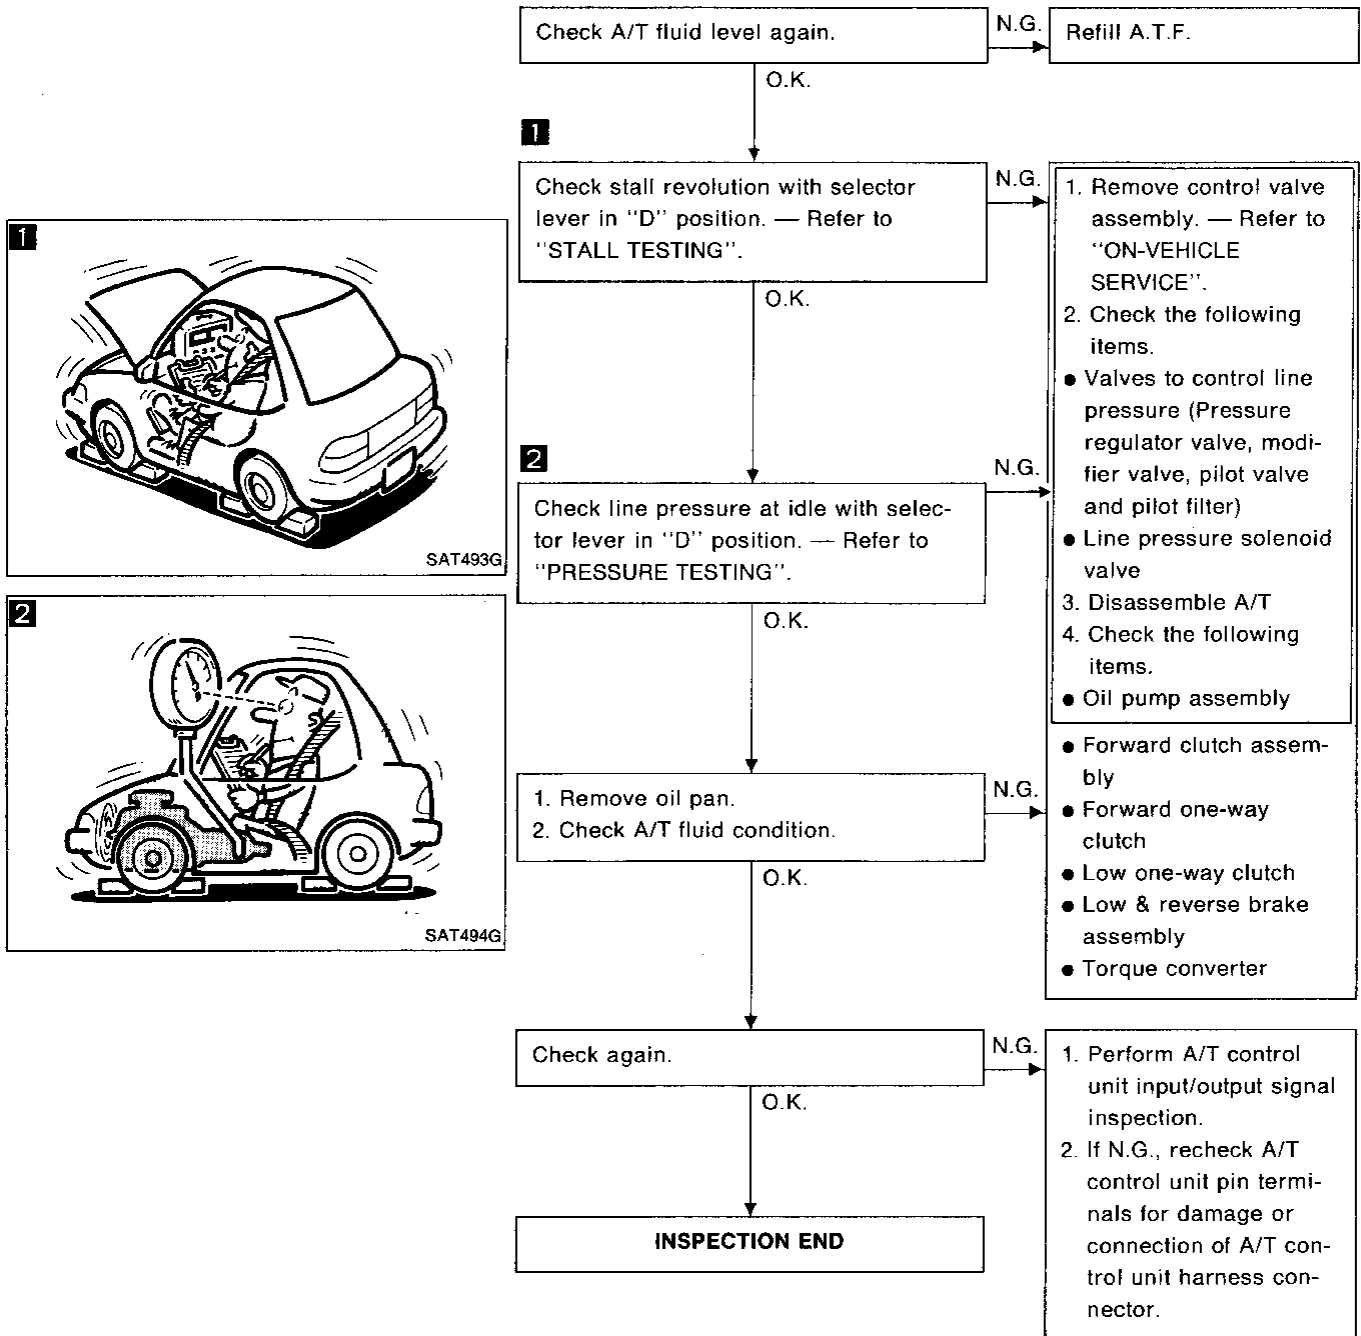 Check A/T fluid level again.
N.G.
Refill A.T.F.
O.K.
1
Check stall revolution with selector
lever in "D" position. — Refer to
"STALL TESTING".
N.G.
O.K.
1. Remove control valve
assembly. — Refer to
"ON-VEHICLE
SERVICE".
2. Check the following
items.
● Valves to control line
pressure (Pressure
regulator valve, modi-
fier valve, pilot valve
and pilot filter)
● Line pressure solenoid
valve
3. Disassemble A/T
4. Check the following
items.
● Oil pump assembly
● Forward clutch assem-
bly
● Forward one-way
clutch
● Low one-way clutch
● Low & reverse brake
assembly
● Torque converter
1
SAT493G
2
Check line pressure at idle with selec-
tor lever in "D" position. — Refer to
"PRESSURE TESTING".
N.G.
O.K.
2
SAT494G
1. Remove oil pan.
2. Check A/T fluid condition.
N.G.
O.K.
Check again.
N.G.
O.K.
1. Perform A/T control
unit input/output signal
inspection.
2. If N.G., recheck A/T
control unit pin termi-
nals for damage or
connection of A/T con-
trol unit harness con-
nector.
INSPECTION END